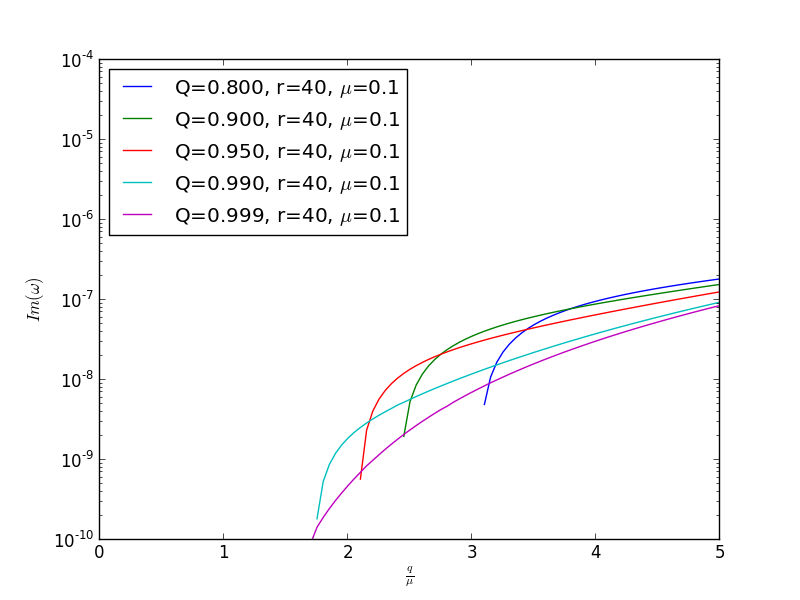 10^-4
10^-5
10^-6
10^-7
10^-8
10^-9
10^-10
Im(ω)
Q=0.800, r=40, μ=0.1
Q=0.900, r=40, μ=0.1
Q=0.950, r=40, μ=0.1
Q=0.990, r=40, μ=0.1
Q=0.999, r=40, μ=0.1
0 1 2 3 4 5
q/μ